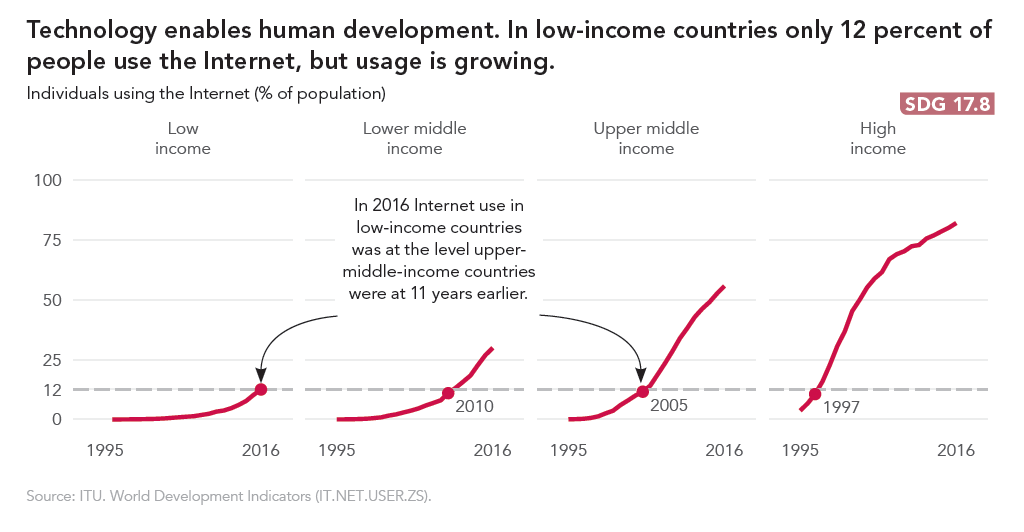 Technology enables human development. In low-income countries only 12 percent of
people use the Internet, but usage is growing.
Individuals using the Internet (% of population)
SDG 17.8
Low
income
Lower middle
income
Upper middle
income
High
income
100
75
50
25
12
0
In 2016 Internet use in
low-income countries
was at the level upper-
middle-income countries
were at 11 years earlier.
2010
2005
1997
1995
2016
1995
2016
1995
2016
1995
2016
Source: ITU. World Development Indicators (IT.NET.USER.ZS).